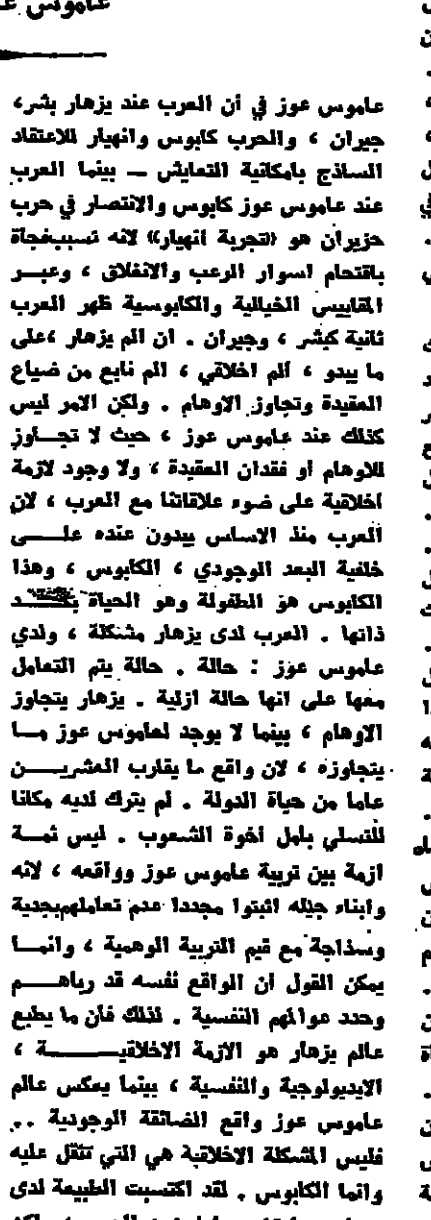 عاموس عوز في أن العرب عند يزهار بشر،
جيران ، والحرب كابوس وانهيار للاعتقاد
الساذج بامكانية التعايش — بينما العرب
عند عاموس عوز كابوس والانتصار في حرب
حزيران هو «تجربة انهيار» لانه تسبب فجأة
باقتحام اسوار الرعب والانغلاق ، وعبر
المقاييس الخيالية والكابوسية ظهر العرب
ثانية كبشر ، وجيران . ان الم يزهار ،على
ما يبدو ، ألم اخلاقي ، الم نابع من ضياع
العقيدة وتجاوز الاوهام . ولكن الامر ليس
كذلك عند عاموس عوز ، حيث لا تجاوز
للاوهام أو فقدان العقيدة ، ولا وجود لازمة
اخلاقية على ضوء علاقاتنا مع العرب ، لان
العرب منذ الاساس يبدون عنده على
خلفية البعد الوجودي ، الكابوس ، وهذا
الكابوس هو الطفولة وهو الحياة بحد
ذاتها . العرب لدى يزهار مشكلة ، ولدي
عاموس عوز : حالة . حالة يتم التعامل
معها على انها حالة ازلية . يزهار يتجاوز
الاوهام ، بينما لا يوجد لعاموس عوز ما
يتجاوزه ، لان واقع ما يقارب العشرين
عاما من حياة الدولة . لم يترك لديه مكانا
للتسلي بامل اخوة الشعوب . ليس ثمة
ازمة بين تربية عاموس عوز وواقعه ، لانه
وابناء جيله اثبتوا مجددا عدم تعاملهم بجدية
وسذاجة مع قيم التربية الوهمية ، وانما
يمكن القول ان الواقع نفسه قد رباهم
وحدد عوالمهم النفسية . لذلك فأن ما يطبع
عالم يزهار هو الازمة الاخلاقية ،
الايديولوجية والنفسية ، بينما يعكس عالم
عاموس عوز واقع الضائقة الوجودية ..
فليس المشكلة الاخلاقية هي التي تثقل عليه
وانما الكابوس . لقد اكتسبت الطبيعة لدى